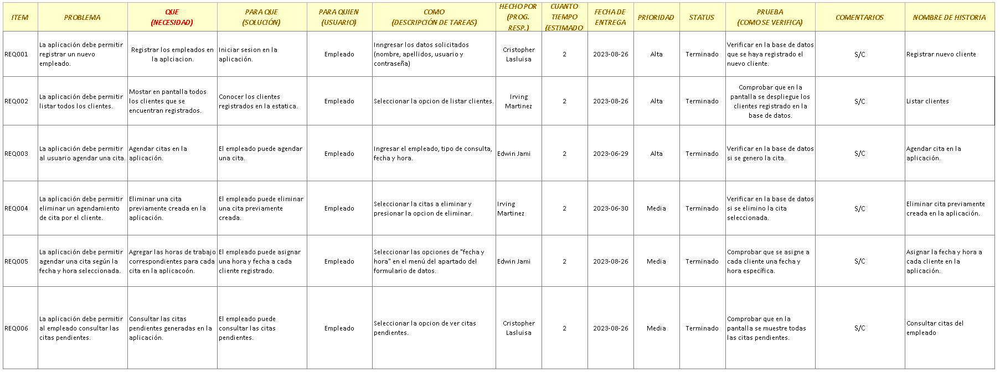 ITEM
PROBLEMA
QUE
(NECESIDAD)
PARA QUE
(SOLUCIÓN)
PARA QUIEN
(USUARIO)
COMO
(DESCRIPCIÓN DE TAREAS)
HECHO POR
(PROG.
RESP.)
CUANTO
TIEMPO
(ESTIMADO
FECHA DE
ENTREGA
PRIORIDAD
STATUS
PRUEBA
(COMO SE VERIFICA)
COMENTARIOS
NOMBRE DE HISTORIA
REQ001
La aplicación debe permitir
registrar un nuevo
empleado.
Registrar los empleados en
la aplciacion.
Iniciar sesion en la
aplicación.
Empleado
Inngresar los datos solicitados
(nombre, apellidos, usuario y
contraseña)
Cristopher
Lasluisa
2
2023-08-26
Alta
Terminado
Verificar en la base de datos
que se haya registrado el
nuevo cliente.
S/C
Registrar nuevo cliente
REQ002
La aplicación debe permitir
listar todos los clientes.
Mostar en pantalla todos
los clientes que se
encuentran registrados.
Conocer los clientes
registrados en la estatica.
Empleado
Seleccionar la opcion de listar clientes.
Irving
Martinez
2
2023-08-26
Alta
Terminado
Comprobar que en la
pantalla se despliegue los
clientes registrado en la
base de datos.
S/C
Listar clientes
REQ003
La aplicación debe permitir
al usuario agendar una cita.
Agendar citas en la
aplicación.
El empleado puede agendar
una cita.
Empleado
Ingresar el empleado, tipo de consulta,
fecha y hora.
Edwin Jami
2
2023-06-29
Alta
Terminado
Verificar en la base de datos
si se genero la cita.
S/C
Agendar cita en la
aplicación.
REQ004
La aplicación debe permitir
eliminar un agendamiento
de cita por el cliente.
Eliminar una cita
previamente creada en la
aplicación.
El empleado puede eliminar
una cita previamente
creada.
Empleado
Seleccionar la citas a eliminar y
presionar la opcion de eliminar.
Irving
Martinez
2
2023-06-30
Media
Terminado
Verificar en la base de datos
si se elimino la cita
seleccionada.
S/C
Eliminar cita previamente
creada en la aplicación.
REQ005
La aplicación debe permitir
agendar una cita según la
fecha y hora seleccionada.
Agregar las horas de trabajo
correspondientes para cada
cita en la aplicacoón.
El empleado puede asignar
una hora y fecha a cada
cliente registrado.
Empleado
Seleccionar las opciones de "fecha y
hora" en el menú del apartado del
formulario de datos.
Edwin Jami
2
2023-08-26
Media
Terminado
Comprobar que se asigne a
cada cliente una fecha y
hora específica.
S/C
Asignar la fecha y hora a
cada cliente en la
aplicación.
REQ006
La aplicación debe permitir
al empleado consultar las
citas pendientes.
Consultar las citas
pendientes generadas en la
aplicación.
El empleado puede
consultar las citas
pendientes.
Empleado
Seleccionar la opcion de ver citas
pendientes.
Cristopher
Lasluisa
2
2023-08-26
Media
Terminado
Comprobar que en la
pantalla se muestre todas
las citas pendientes.
S/C
Consultar citas del
empleado